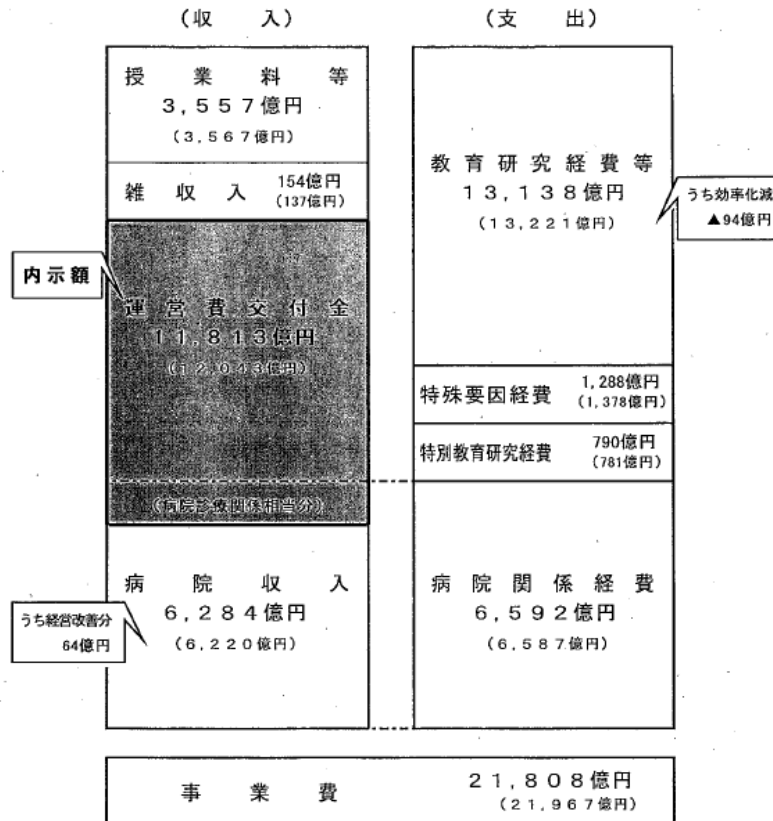 （収　入）
授業料等
3,557億円
（3,567億円）
雑収入
154億円
（137億円）
内示額
運営費交付金
11,813億円
（12,043億円）
（病院診療関係相当分）
病院収入
6,284億円
（6,220億円）
うち経営改善分
64億円
（支　出）
教育研究経費等
13,138億円
（13,221億円）
うち効率化減
▲94億円
特殊要因経費
1,288億円
（1,378億円）
特別教育研究経費
790億円
（781億円）
病院関係経費
6,592億円
（6,587億円）
事業費
21,808億円
（21,967億円）